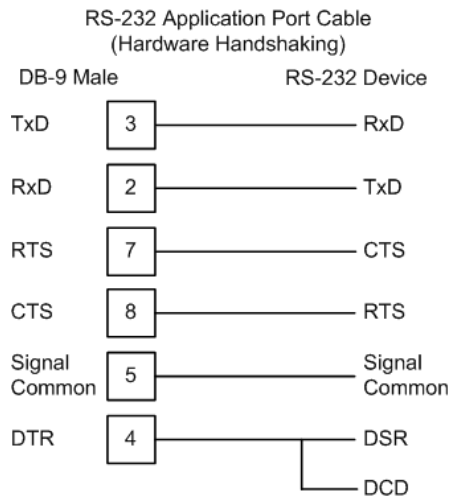 RS-232 Application Port Cable
(Hardware Handshaking)
DB-9 Male RS-232 Device
TxD 3 RxD
RxD 2 TxD
RTS 7 CTS
CTS 8 RTS
Signal Common 5 Signal Common
DTR 4 DSR
DCD